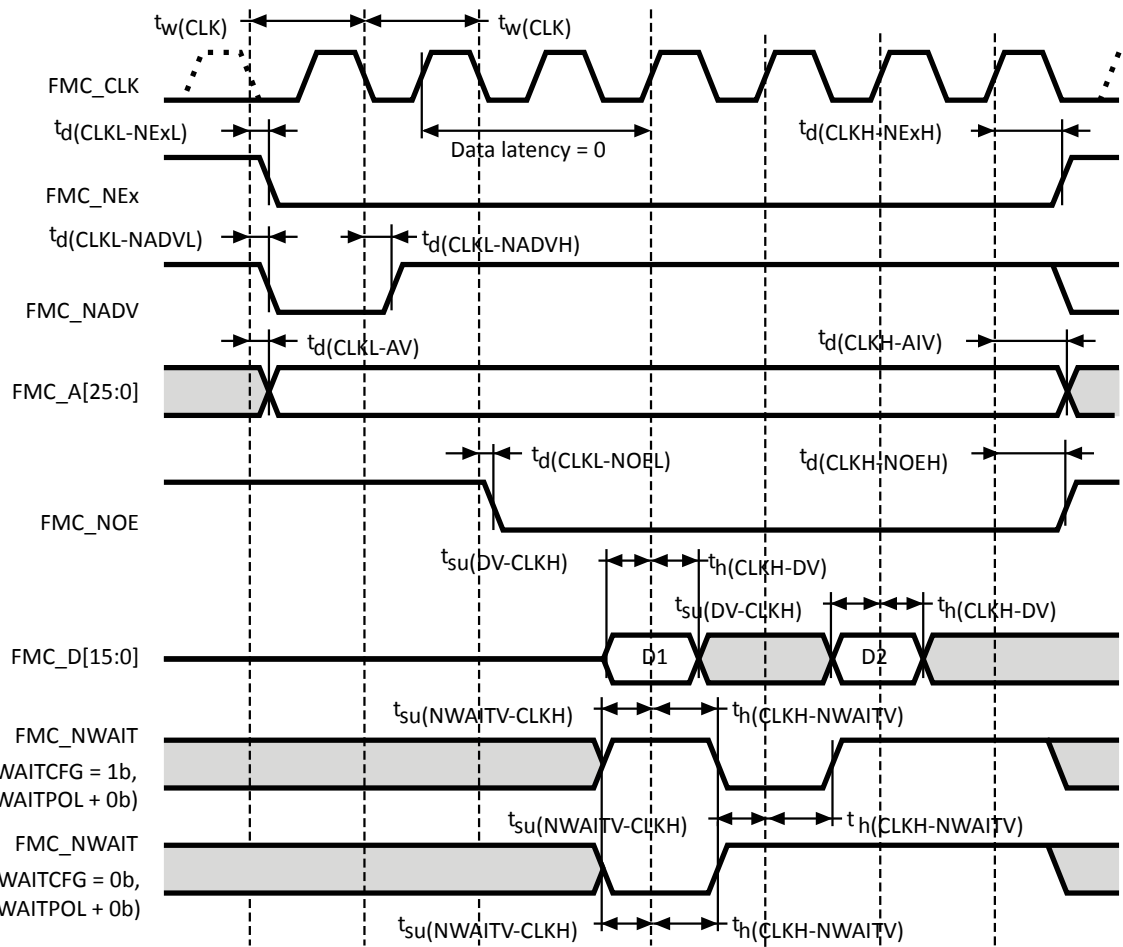 tw(CLK) tw(CLK)
FMC_CLK
td(CLKL-NExL) td(CLKH-NExH)
Data latency = 0
FMC_NEx
td(CLKL-NADVL) td(CLKL-NADVH)
FMC_NADV
td(CLKL-AV) td(CLKH-AIV)
FMC_A[25:0]
td(CLKL-NOEL) td(CLKH-NOEH)
FMC_NOE
tsu(DV-CLKH) th(CLKH-DV)
tsu(DV-CLKH) th(CLKH-DV)
FMC_D[15:0] D1 D2
tsu(NWAITV-CLKH) th(CLKH-NWAITV)
FMC_NWAIT
WAITCFG = 1b,
WAITPOL + 0b)
tsu(NWAITV-CLKH) th(CLKH-NWAITV)
FMC_NWAIT
WAITCFG = 0b,
WAITPOL + 0b)
tsu(NWAITV-CLKH) th(CLKH-NWAITV)